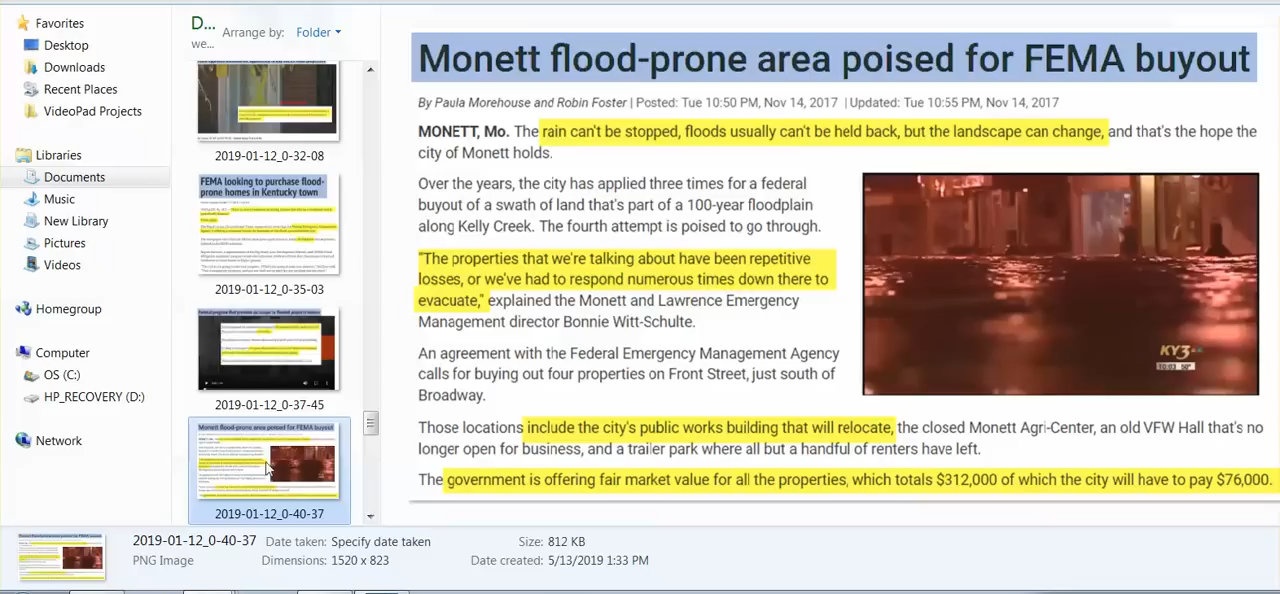 Favorites
Desktop
Downloads
Recent Places
VideoPad Projects
Libraries
Documents
Music
New Library
Pictures
Videos
Homegroup
Computer
OS (C:)
HP_RECOVERY (D:)
Network
D...
we...
Arrange by: Folder
2019-01-12_0-32-08
FEMA looking to purchase flood-
prone homes in Kentucky town
2019-01-12_0-35-03
2019-01-12_0-37-45
Monett flood-prone area poised for FEMA buyout
2019-01-12_0-40-37
Monett flood-prone area poised for FEMA buyout
By Paula Morehouse and Robin Foster | Posted: Tue 10:50 PM, Nov 14, 2017 | Updated: Tue 10:55 PM, Nov 14, 2017
MONETT, MO. The rain can't be stopped, floods usually can't be held back, but the landscape can change, and that's the hope the
city of Monett holds.
Over the years, the city has applied three times for a federal
buyout of a swath of land that's part of a 100-year floodplain
along Kelly Creek. The fourth attempt is poised to go through.
"The properties that we're talking about have been repetitive
losses, or we've had to respond numerous times down there to
evacuate," explained the Monett and Lawrence Emergency
Management director Bonnie Witt-Schulte.
An agreement with the Federal Emergency Management Agency
calls for buying out four properties on Front Street, just south of
Broadway.
KY3
10:03 50°
Those locations include the city's public works building that will relocate, the closed Monett Agri-Center, an old VFW Hall that's no
longer open for business, and a trailer park where all but a handful of renters have left.
The government is offering fair market value for all the properties, which totals $312,000 of which the city will have to pay $76,000.
2019-01-12_0-40-37 Date taken: Specify date taken Size: 812 KB
PNG Image Dimensions: 1520 x 823 Date created: 5/13/2019 1:33 PM